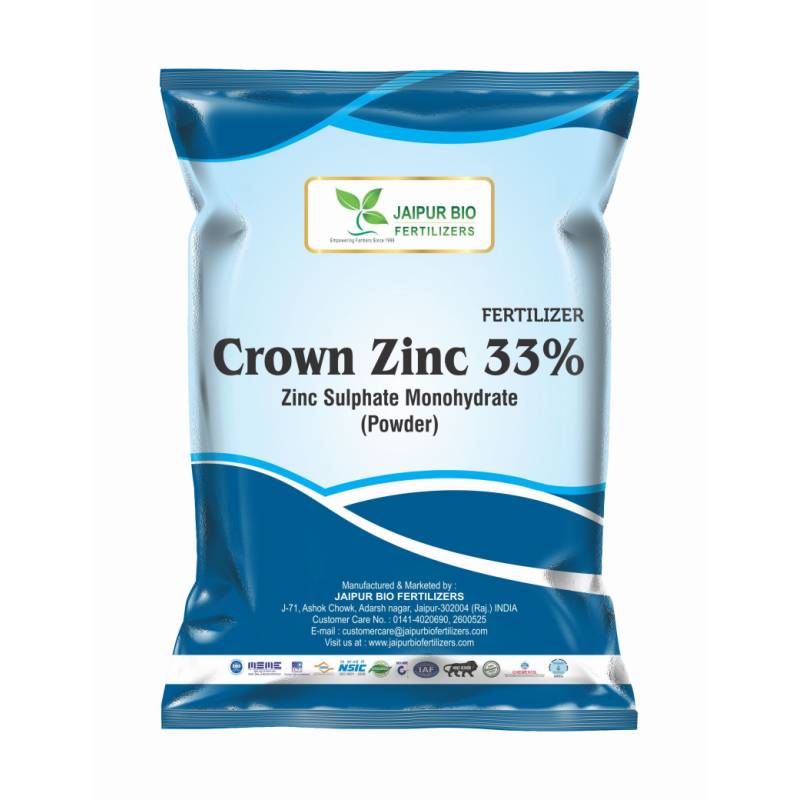 JAIPUR BIO
FERTILIZERS
Empowering Farmers Since 1998
FERTILIZER
Crown Zinc 33%
Zinc Sulphate Monohydrate
(Powder)
Manufactured & Marketed by :
JAIPUR BIO FERTILIZERS
J-71, Ashok Chowk, Adarsh nagar, Jaipur-302004 (Raj.) INDIA
Customer Care No. : 0141-4020690, 2600525
E-mail : customercare@jaipurbiofertilizers.com
Visit us at : www.jaipurbiofertilizers.com
MSME NSIC IAF